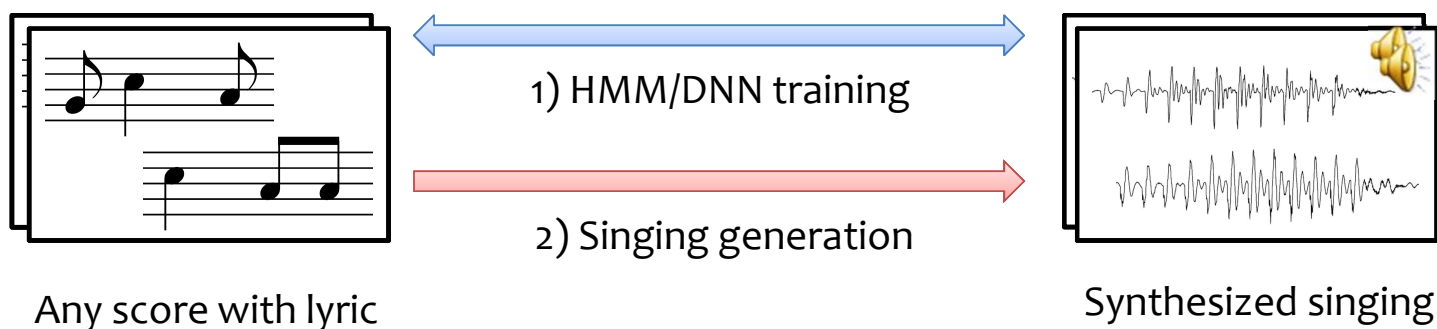 1) HMM/DNN training
2) Singing generation
Any score with lyric
Synthesized singing